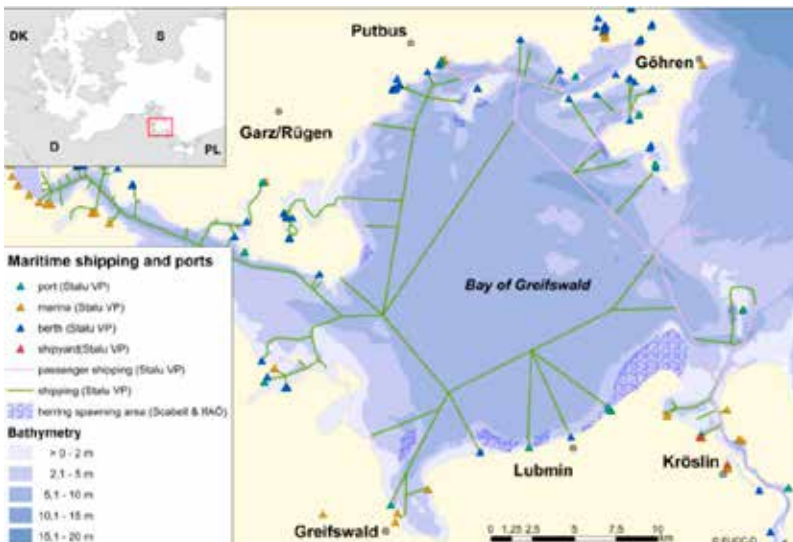 DK
S
D
PL
Putbus
Göhren
Garz/Rügen
Bay of Greifswald
Lubmin
Kröslin
Greifswald
Maritime shipping and ports
port (Stalu VP)
marina (Stalu VP)
berth (Stalu VP)
shipyard(Stalu VP)
passenger shipping (Stalu VP)
shipping (Stalu VP)
herring spawning area (Scabell & IfAÖ)
Bathymetry
> 0 - 2 m
2,1 - 5 m
5,1 - 10 m
10,1 - 15 m
15,1 - 20 m
0 1,25 2,5 5 7,5 10
km